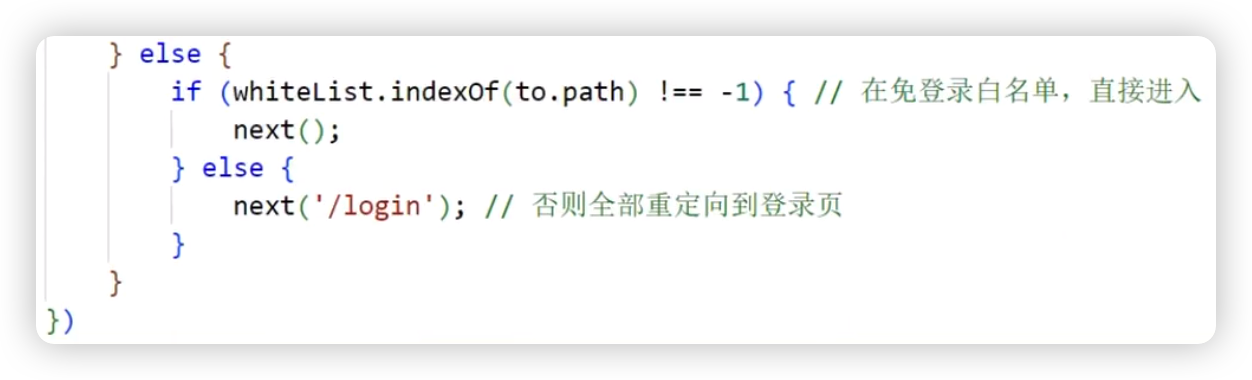 } else {
if (whiteList.indexOf(to.path) !== -1) { // 在免登录白名单，直接进入
next();
} else {
next('/login'); // 否则全部重定向到登录页
}
}
})